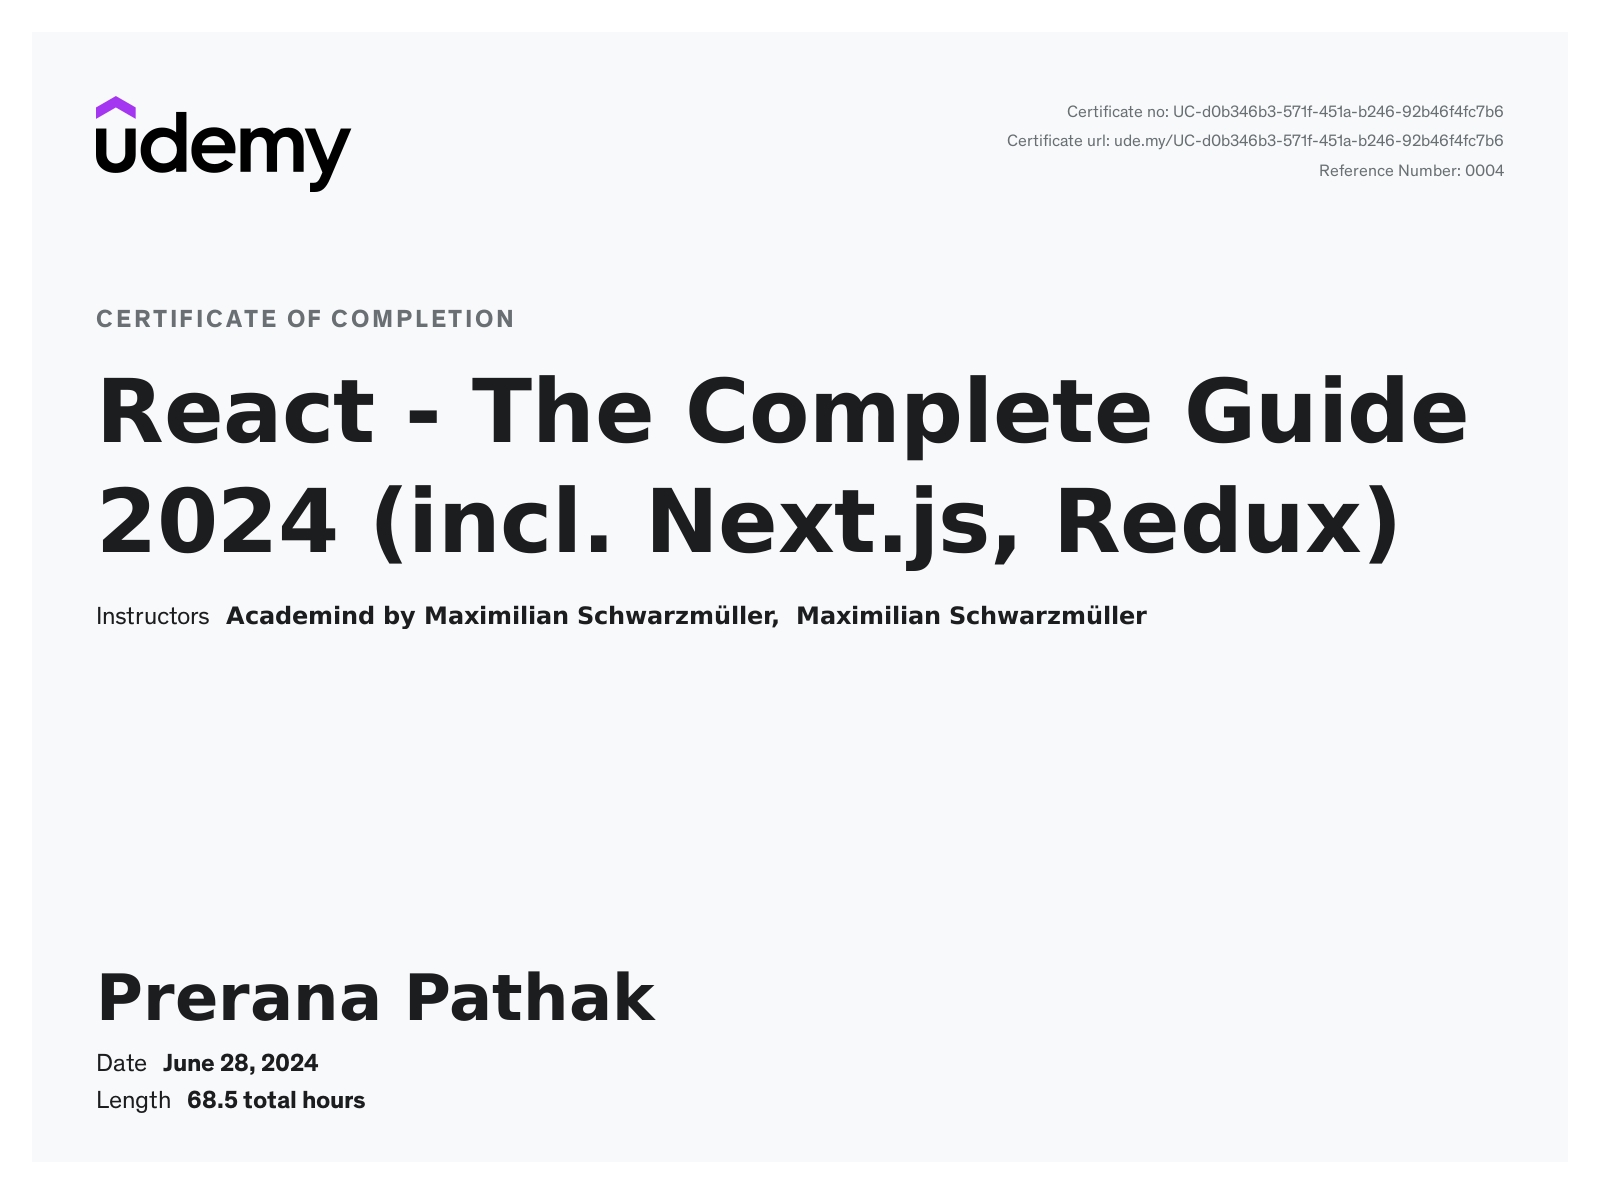 udemy
Certificate no: UC-d0b346b3-571f-451a-b246-92b46f4fc7b6
Certificate url: ude.my/UC-d0b346b3-571f-451a-b246-92b46f4fc7b6
Reference Number: 0004
CERTIFICATE OF COMPLETION
React - The Complete Guide
2024 (incl. Next.js, Redux)
Instructors Academind by Maximilian Schwarzmüller, Maximilian Schwarzmüller
Prerana Pathak
Date June 28, 2024
Length 68.5 total hours